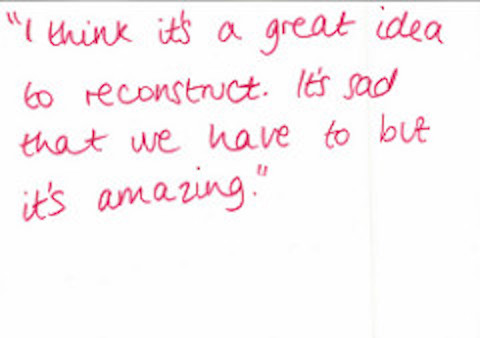 "I think it's a great idea
to reconstruct. It's sad
that we have to but
it's amazing."